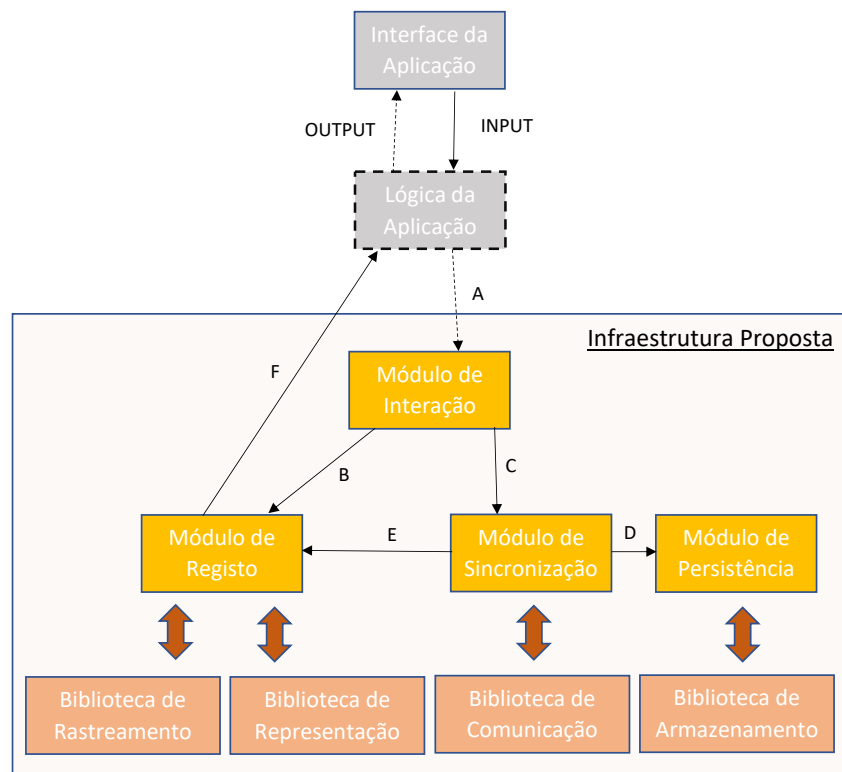 Interface da
Aplicação
OUTPUT
INPUT
Lógica da
Aplicação
A
Infraestrutura Proposta
F
Módulo de
Interação
B
C
Módulo de
Registo
E
Módulo de
Sincronização
D
Módulo de
Persistência
Biblioteca de
Rastreamento
Biblioteca de
Representação
Biblioteca de
Comunicação
Biblioteca de
Armazenamento